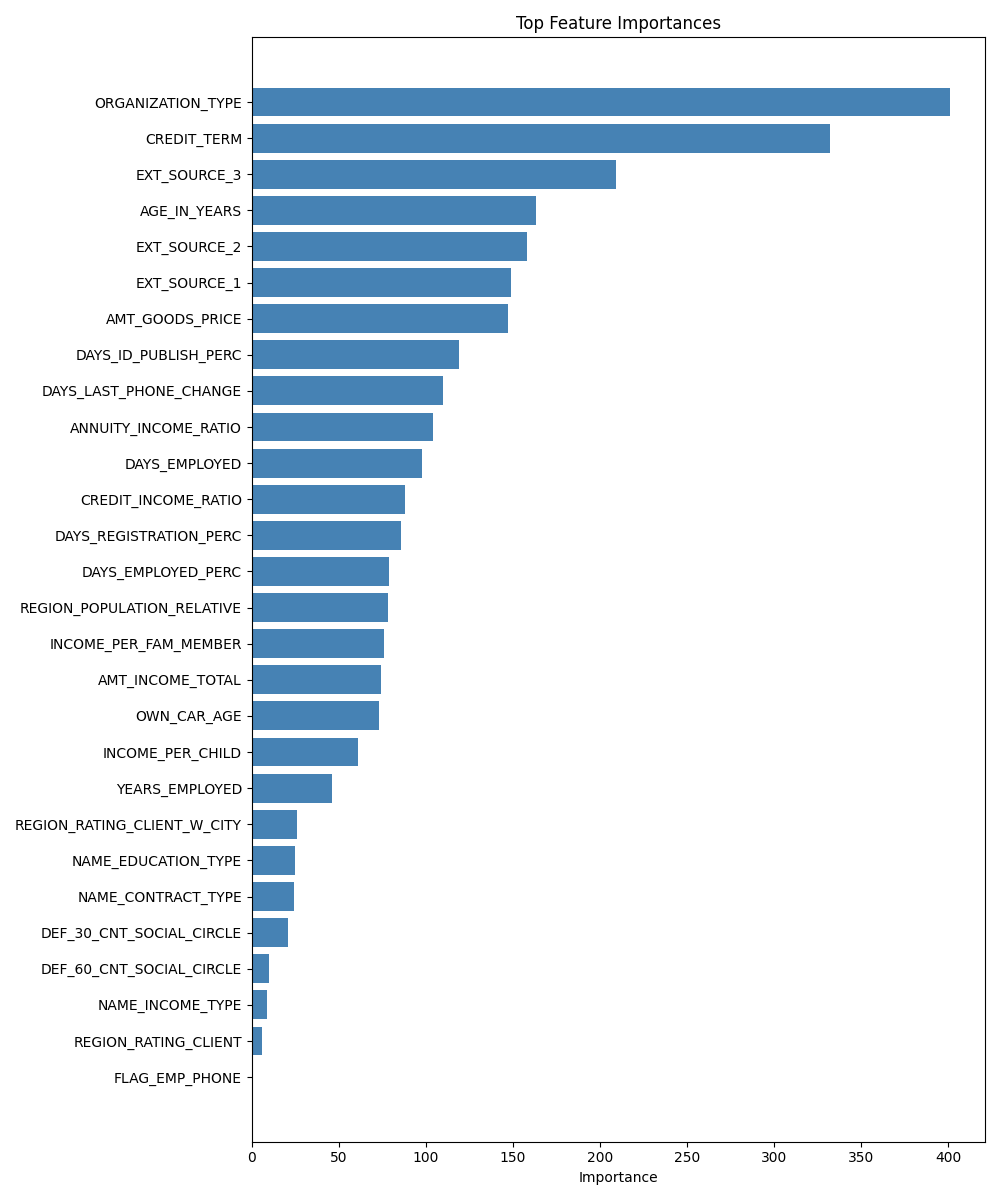 Top Feature Importances
ORGANIZATION_TYPE
CREDIT_TERM
EXT_SOURCE_3
AGE_IN_YEARS
EXT_SOURCE_2
EXT_SOURCE_1
AMT_GOODS_PRICE
DAYS_ID_PUBLISH_PERC
DAYS_LAST_PHONE_CHANGE
ANNUITY_INCOME_RATIO
DAYS_EMPLOYED
CREDIT_INCOME_RATIO
DAYS_REGISTRATION_PERC
DAYS_EMPLOYED_PERC
REGION_POPULATION_RELATIVE
INCOME_PER_FAM_MEMBER
AMT_INCOME_TOTAL
OWN_CAR_AGE
INCOME_PER_CHILD
YEARS_EMPLOYED
REGION_RATING_CLIENT_W_CITY
NAME_EDUCATION_TYPE
NAME_CONTRACT_TYPE
DEF_30_CNT_SOCIAL_CIRCLE
DEF_60_CNT_SOCIAL_CIRCLE
NAME_INCOME_TYPE
REGION_RATING_CLIENT
FLAG_EMP_PHONE
0 50 100 150 200 250 300 350 400
Importance